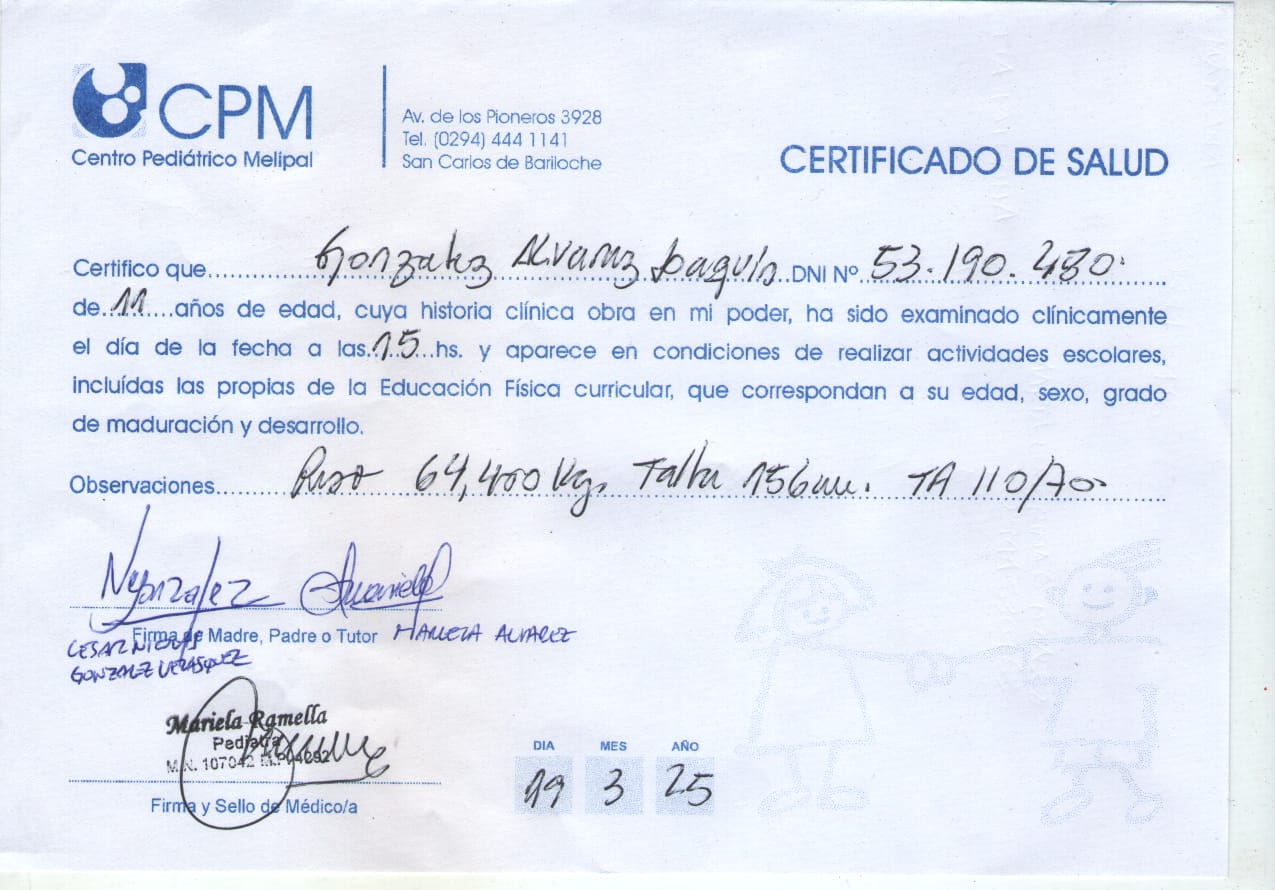 CPM
Centro Pediátrico Melipal
Av. de los Pioneros 3928
Tel. (0294) 444 1141
San Carlos de Bariloche
CERTIFICADO DE SALUD
Certifico que Gonzalez Alvarez Joaquín DNI Nº 53.190.480
de 11 años de edad, cuya historia clínica obra en mi poder, ha sido examinado clínicamente
el día de la fecha a las 15 hs. y aparece en condiciones de realizar actividades escolares,
incluídas las propias de la Educación Física curricular, que correspondan a su edad, sexo, grado
de maduración y desarrollo.
Observaciones Peso 64,400 Kg. Talla 156 cm. TA 110/70
NGonzalez
Firma de Madre, Padre o Tutor MARIELA ALVAREZ
CESAR NICOLAS
GONZALEZ VELASQUEZ
Mariela Ramella
Pediatra
M.N. 107042
Firma y Sello de Médico/a
DIA MES AÑO
19 3 25